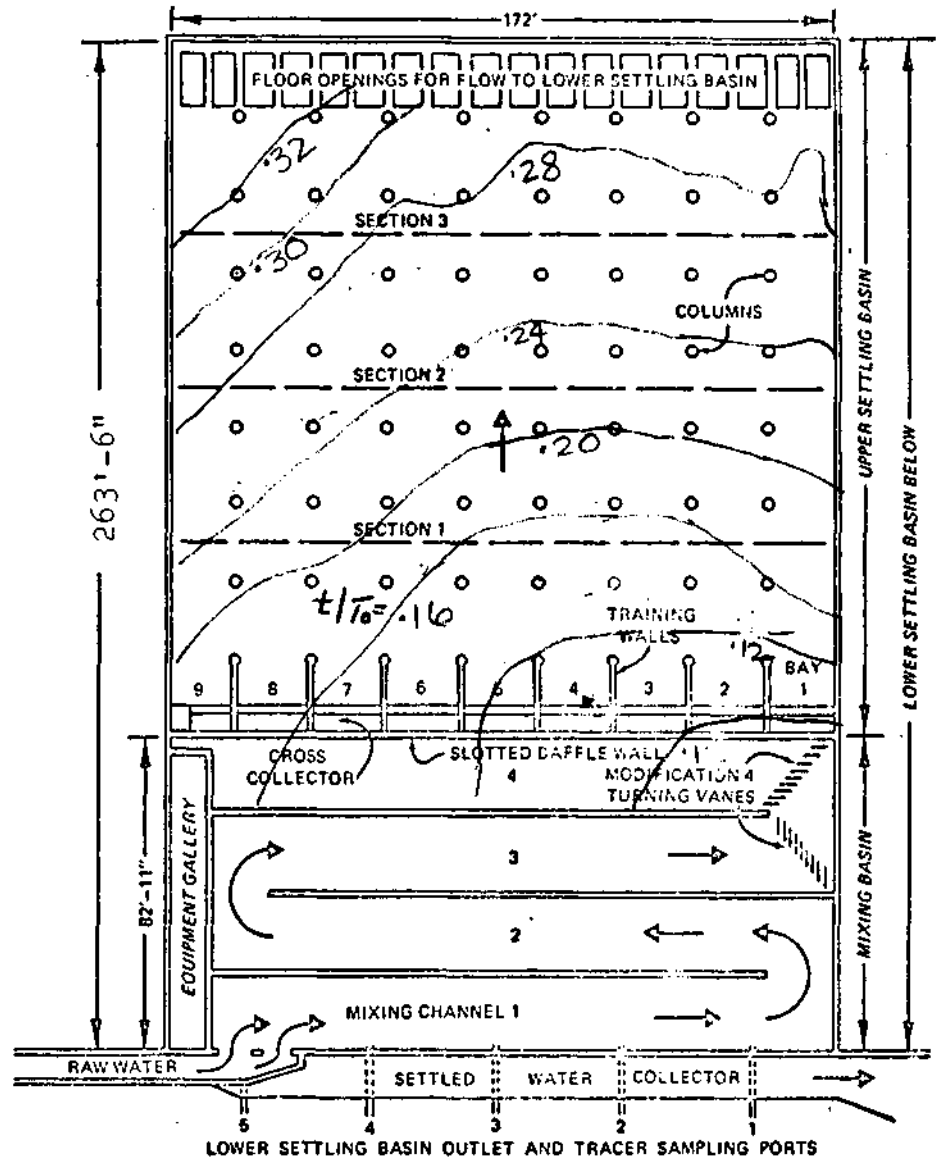 172'
FLOOR OPENINGS FOR FLOW TO LOWER SETTLING BASIN
.32
.28
SECTION 3
.30
COLUMNS
.24
SECTION 2
.20
SECTION 1
t/To= .16
TRAINING
WALLS
.12
BAY
9 8 7 6 5 4 3 2 1
CROSS
COLLECTOR
SLOTTED BAFFLE WALL
4
MODIFICATION 4
TURNING VANES
3
2
MIXING CHANNEL 1
EQUIPMENT GALLERY
263'-6"
82'-11"
UPPER SETTLING BASIN
LOWER SETTLING BASIN BELOW
MIXING BASIN
RAW WATER
SETTLED WATER COLLECTOR
5 4 3 2 1
LOWER SETTLING BASIN OUTLET AND TRACER SAMPLING PORTS